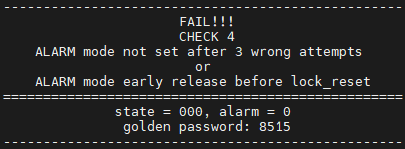 --------------------------------------------------
FAIL!!!
CHECK 4
ALARM mode not set after 3 wrong attempts
or
ALARM mode early release before lock_reset
==================================================
state = 000, alarm = 0
golden password: 8515
--------------------------------------------------